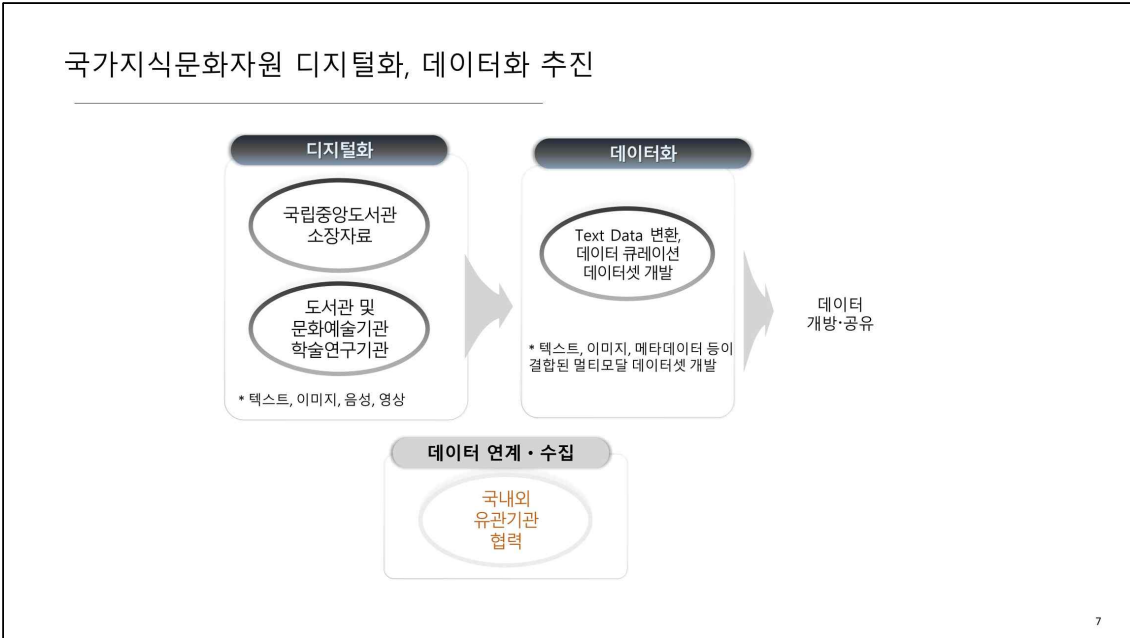 국가지식문화자원 디지털화, 데이터화 추진
디지털화
국립중앙도서관
소장자료
도서관 및
문화예술기관
학술연구기관
* 텍스트, 이미지, 음성, 영상
데이터화
Text Data 변환,
데이터 큐레이션
데이터셋 개발
* 텍스트, 이미지, 메타데이터 등이
결합된 멀티모달 데이터셋 개발
데이터
개방·공유
데이터 연계·수집
국내외
유관기관
협력
7